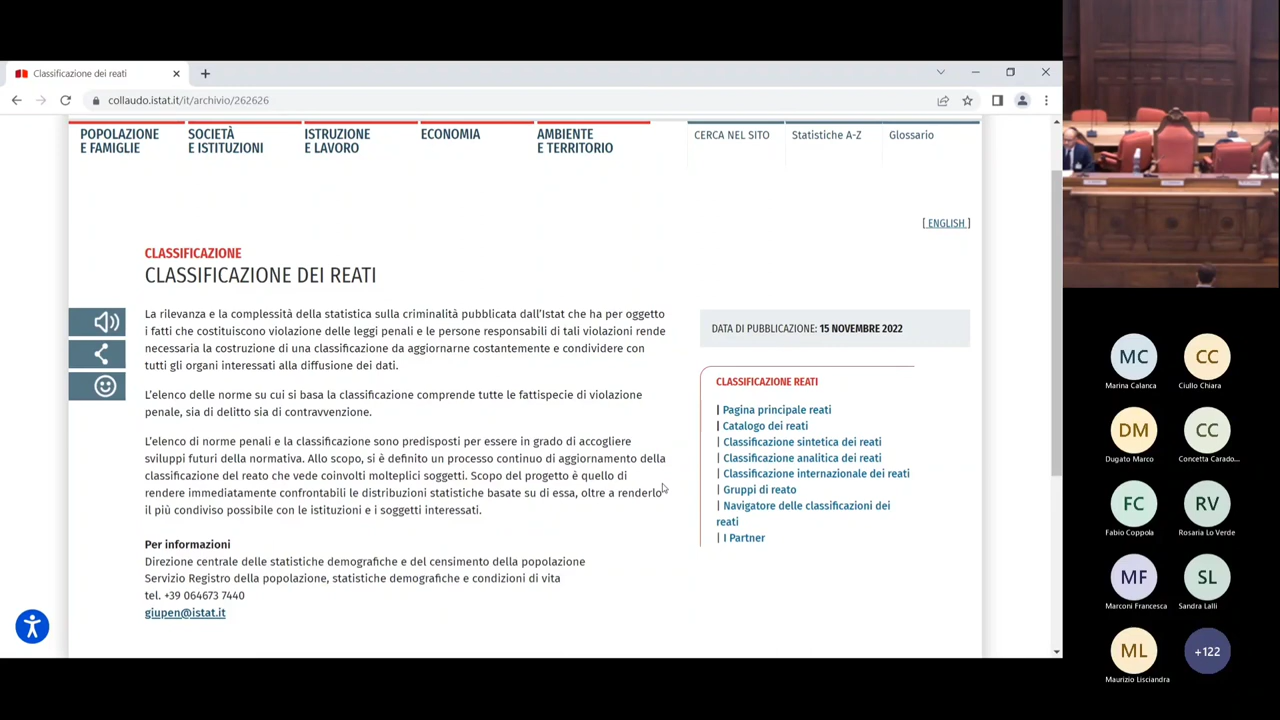 Classificazione dei reati
collaudo.istat.it/it/archivio/262626
POPOLAZIONE
E FAMIGLIE
SOCIETÀ
E ISTITUZIONI
ISTRUZIONE
E LAVORO
ECONOMIA
AMBIENTE
E TERRITORIO
CERCA NEL SITO
Statistiche A-Z
Glossario
[ ENGLISH ]
CLASSIFICAZIONE
CLASSIFICAZIONE DEI REATI
La rilevanza e la complessità della statistica sulla criminalità pubblicata dall'Istat che ha per oggetto
i fatti che costituiscono violazione delle leggi penali e le persone responsabili di tali violazioni rende
necessaria la costruzione di una classificazione da aggiornarne costantemente e condividere con
tutti gli organi interessati alla diffusione dei dati.
L'elenco delle norme su cui si basa la classificazione comprende tutte le fattispecie di violazione
penale, sia di delitto sia di contravvenzione.
L'elenco di norme penali e la classificazione sono predisposti per essere in grado di accogliere
sviluppi futuri della normativa. Allo scopo, si è definito un processo continuo di aggiornamento della
classificazione del reato che vede coinvolti molteplici soggetti. Scopo del progetto è quello di
rendere immediatamente confrontabili le distribuzioni statistiche basate su di essa, oltre a renderlo
il più condiviso possibile con le istituzioni e i soggetti interessati.
Per informazioni
Direzione centrale delle statistiche demografiche e del censimento della popolazione
Servizio Registro della popolazione, statistiche demografiche e condizioni di vita
tel. +39 064673 7440
giupen@istat.it
DATA DI PUBBLICAZIONE: 15 NOVEMBRE 2022
CLASSIFICAZIONE REATI
| Pagina principale reati
| Catalogo dei reati
| Classificazione sintetica dei reati
| Classificazione analitica dei reati
| Classificazione internazionale dei reati
| Gruppi di reato
| Navigatore delle classificazioni dei
reati
| I Partner
MC
Marina Calanca
CC
Ciullo Chiara
DM
Dugato Marco
CC
Concetta Carado...
FC
Fabio Coppola
RV
Rosaria Lo Verde
MF
Marconi Francesca
SL
Sandra Lalli
ML
Maurizio Lisciandra
+122